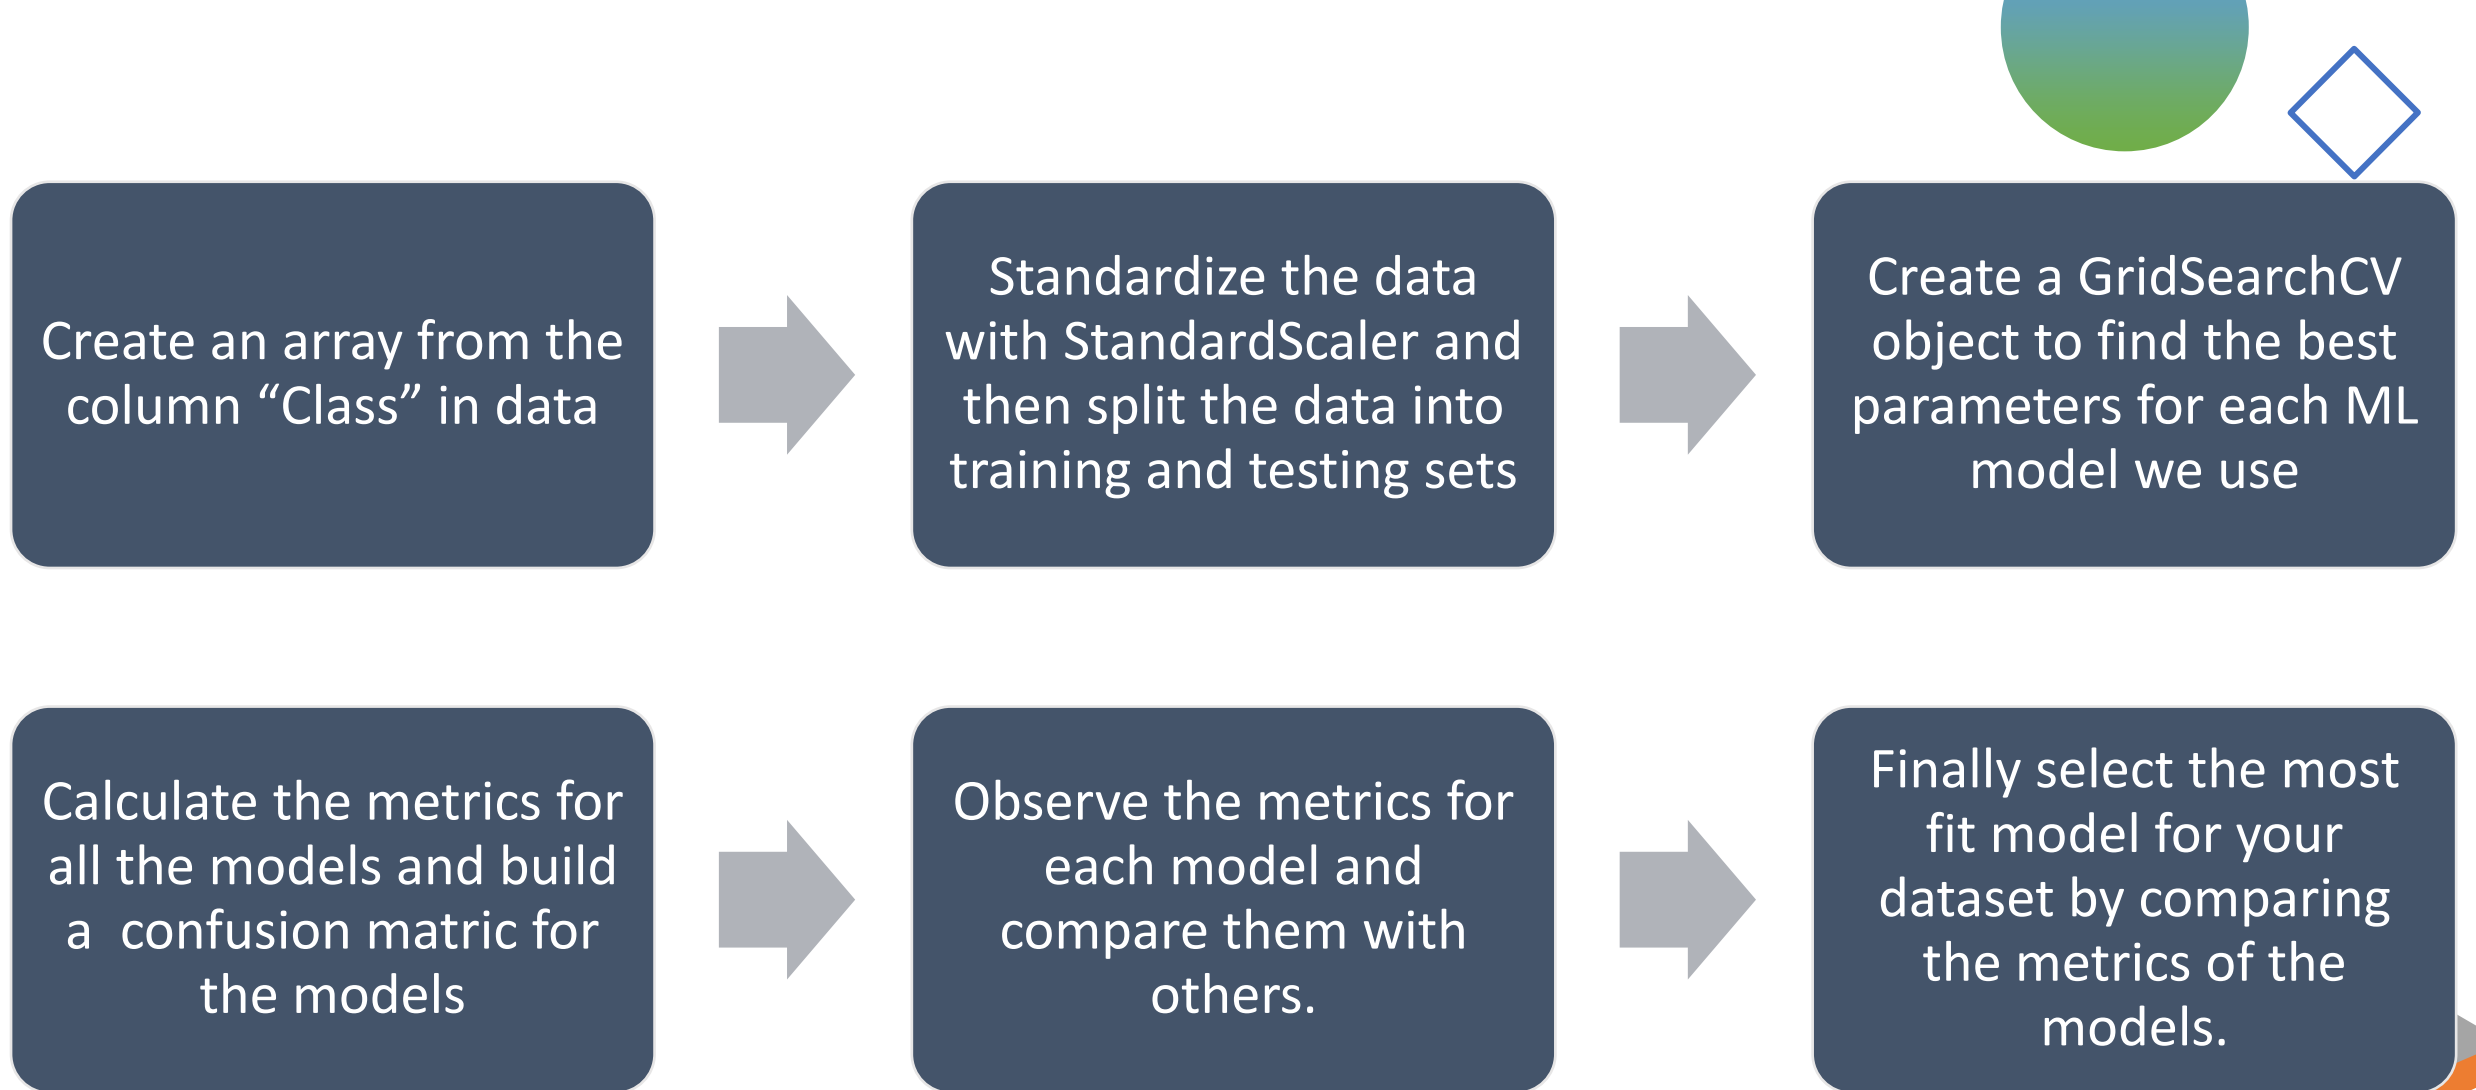 Create an array from the
column “Class” in data
Standardize the data
with StandardScaler and
then split the data into
training and testing sets
Create a GridSearchCV
object to find the best
parameters for each ML
model we use
Calculate the metrics for
all the models and build
a  confusion matric for
the models
Observe the metrics for
each model and
compare them with
others.
Finally select the most
fit model for your
dataset by comparing
the metrics of the
models.